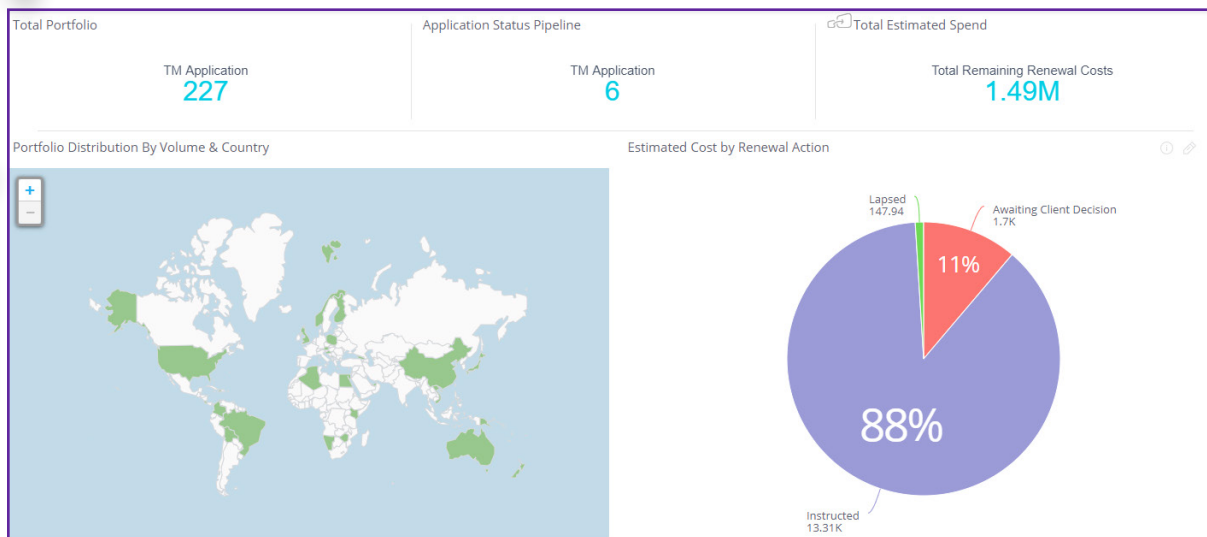 Total Portfolio
TM Application
227
Application Status Pipeline
TM Application
6
Total Estimated Spend
Total Remaining Renewal Costs
1.49M
Portfolio Distribution By Volume & Country
+
−
Estimated Cost by Renewal Action
Lapsed
147.94
Awaiting Client Decision
1.7K
11%
88%
Instructed
13.31K